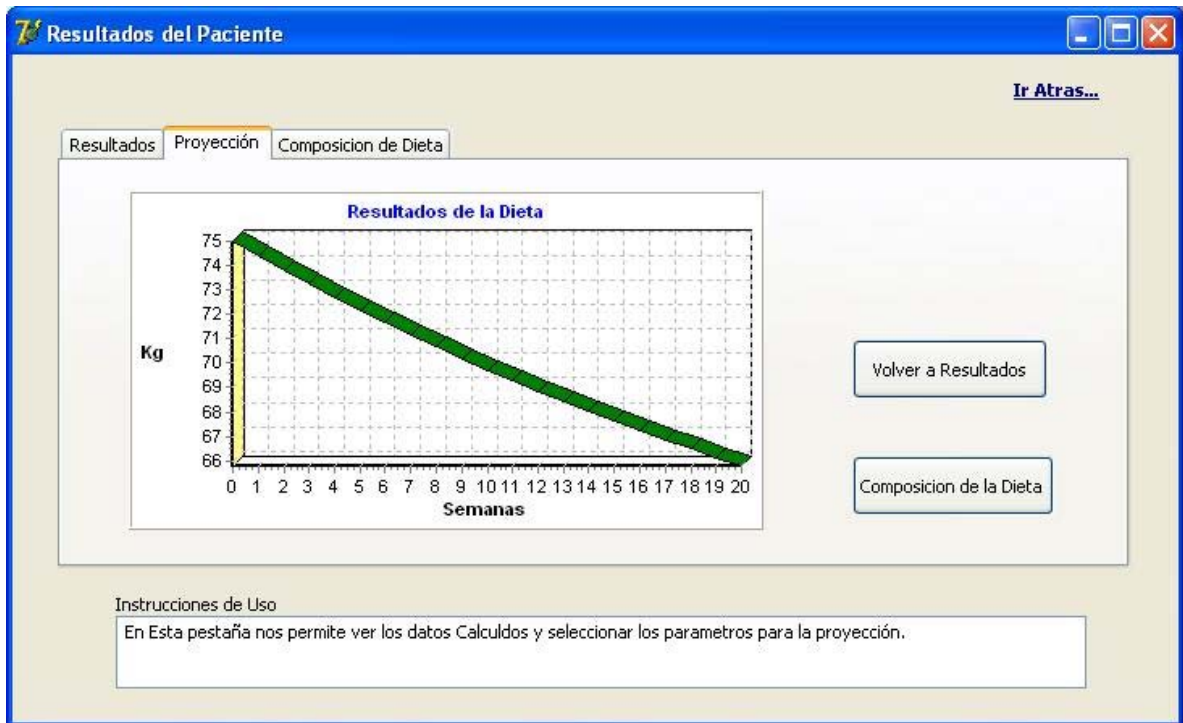 Resultados del Paciente
Ir Atras...
Resultados Proyección Composicion de Dieta
Resultados de la Dieta
75
74
73
72
71
Kg
70
69
68
67
66
0 1 2 3 4 5 6 7 8 9 10 11 12 13 14 15 16 17 18 19 20
Semanas
Volver a Resultados
Composicion de la Dieta
Instrucciones de Uso
En Esta pestaña nos permite ver los datos Calculdos y seleccionar los parametros para la proyección.